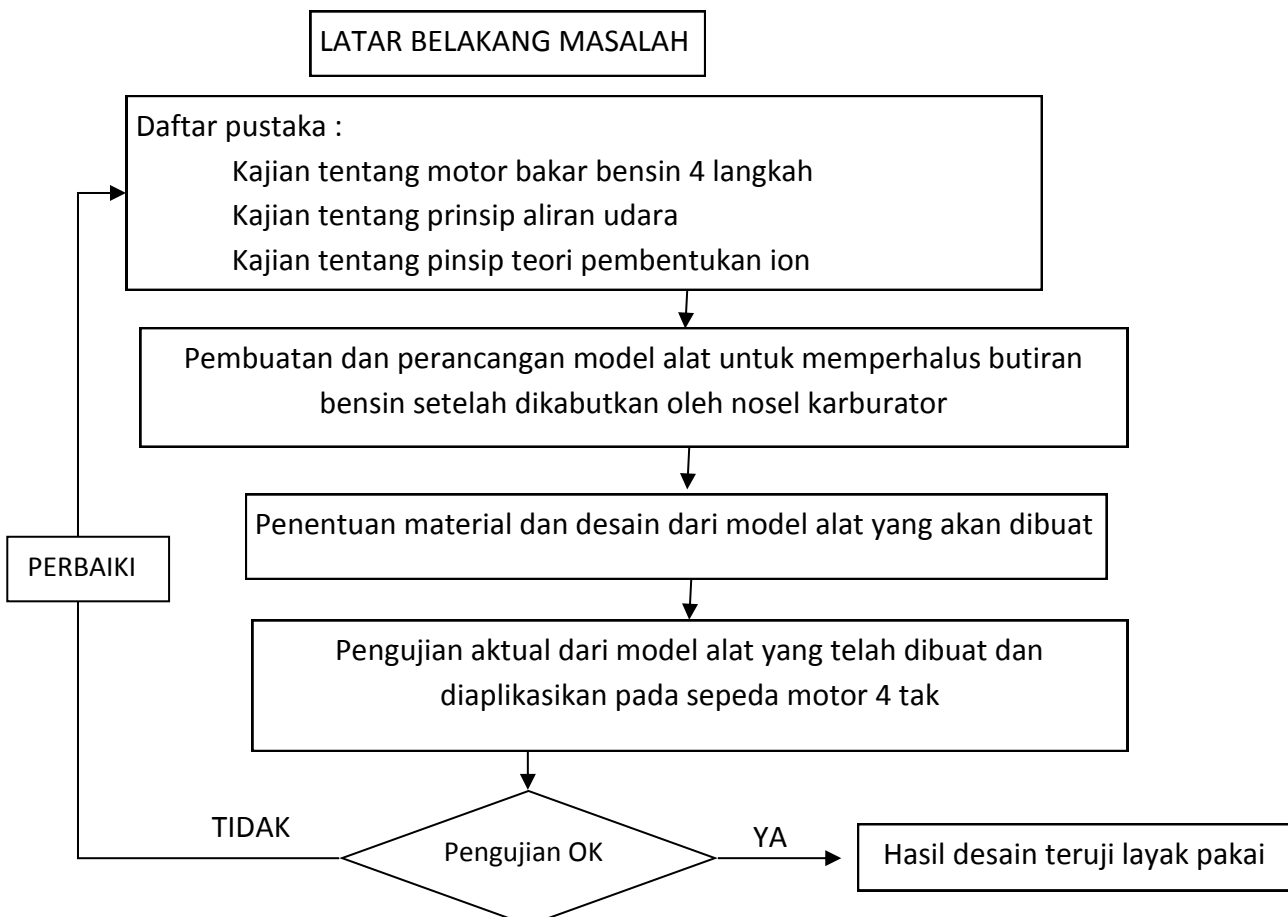 LATAR BELAKANG MASALAH
Daftar pustaka :
Kajian tentang motor bakar bensin 4 langkah
Kajian tentang prinsip aliran udara
Kajian tentang pinsip teori pembentukan ion
Pembuatan dan perancangan model alat untuk memperhalus butiran
bensin setelah dikabutkan oleh nosel karburator
Penentuan material dan desain dari model alat yang akan dibuat
PERBAIKI
Pengujian aktual dari model alat yang telah dibuat dan
diaplikasikan pada sepeda motor 4 tak
TIDAK
Pengujian OK
YA
Hasil desain teruji layak pakai